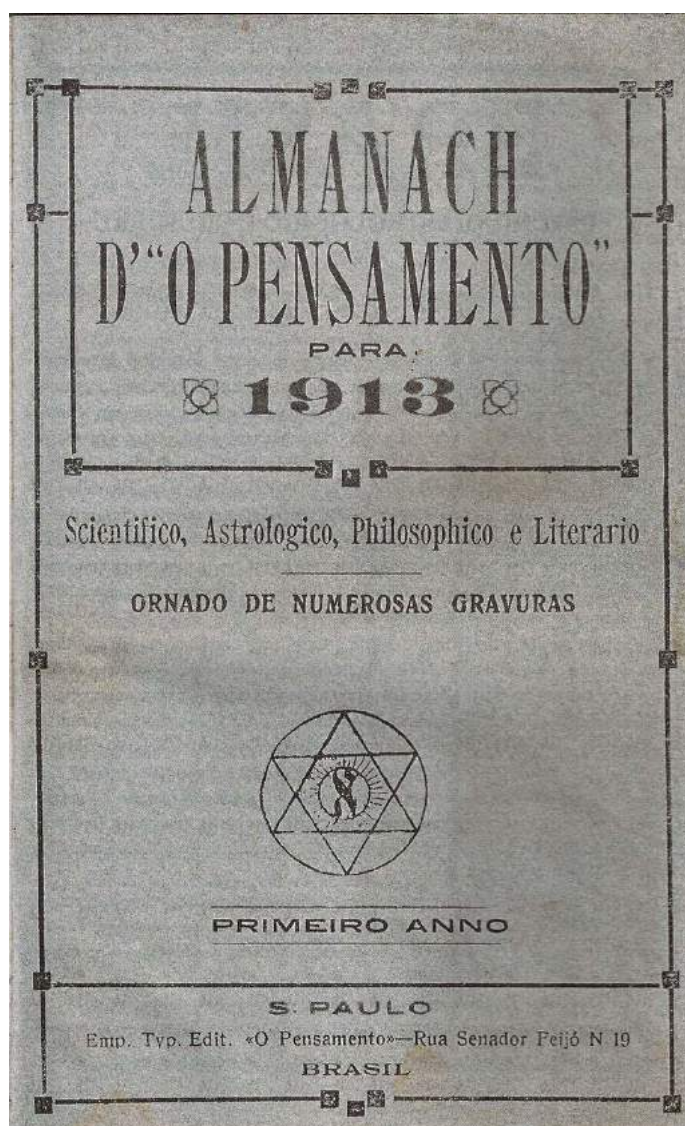 ALMANACH
D'“O PENSAMENTO”
PARA
1913
Scientifico, Astrologico, Philosophico e Literario
ORNADO DE NUMEROSAS GRAVURAS
PRIMEIRO ANNO
S. PAULO
Emp. Typ. Edit. «O Pensamento»—Rua Senador Feijó N 19
BRASIL